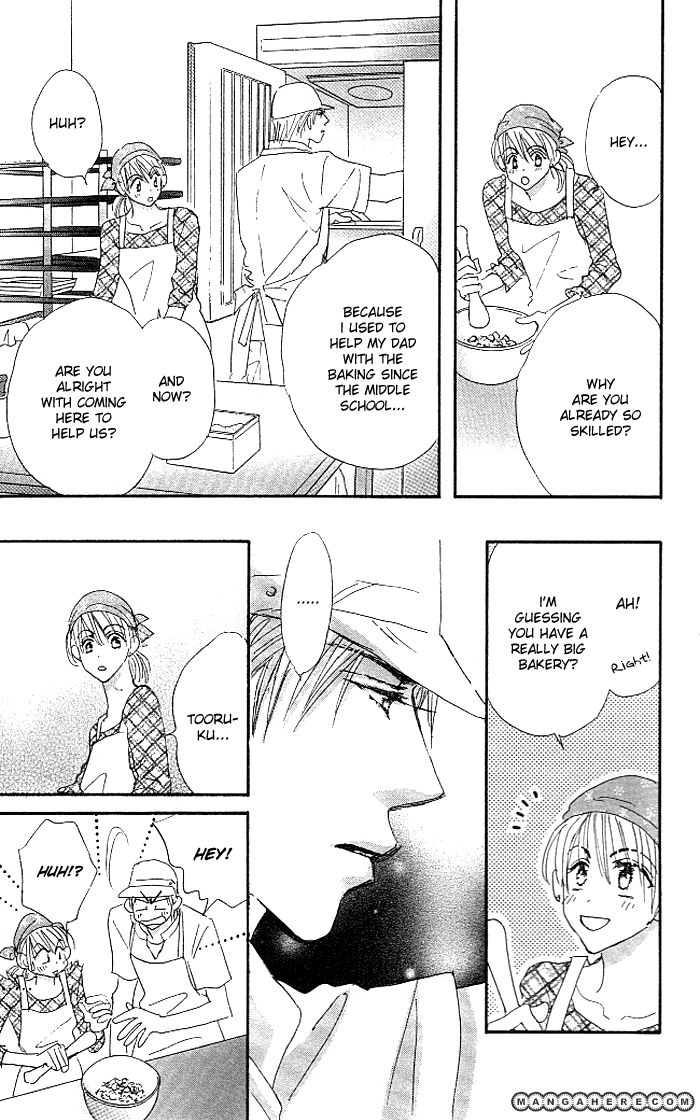 HEY...
WHY
ARE YOU
ALREADY SO
SKILLED?
BECAUSE
I USED TO
HELP MY DAD
WITH THE
BAKING SINCE
THE MIDDLE
SCHOOL...
HUH?
AND
NOW?
ARE YOU
ALRIGHT
WITH COMING
HERE TO
HELP US?
AH!
Right!
I'M
GUESSING
YOU HAVE A
REALLY BIG
BAKERY?
......
TOORU-
KU...
HEY!
HUH!?
MANGAHERE.COM